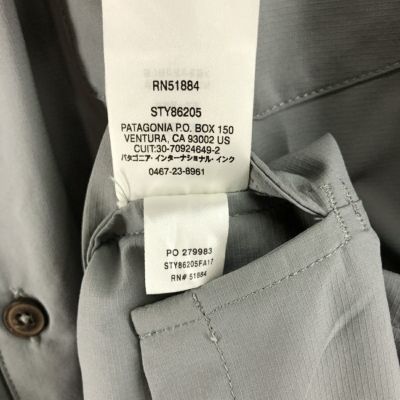 RN51884
STY86205
PATAGONIA P.O. BOX 150
VENTURA, CA 93002 US
CUIT:30-70924649-2
パタゴニア・インターナショナル・インク
0467-23-8961
PO 279983
STY86205FA17
RN# 51884